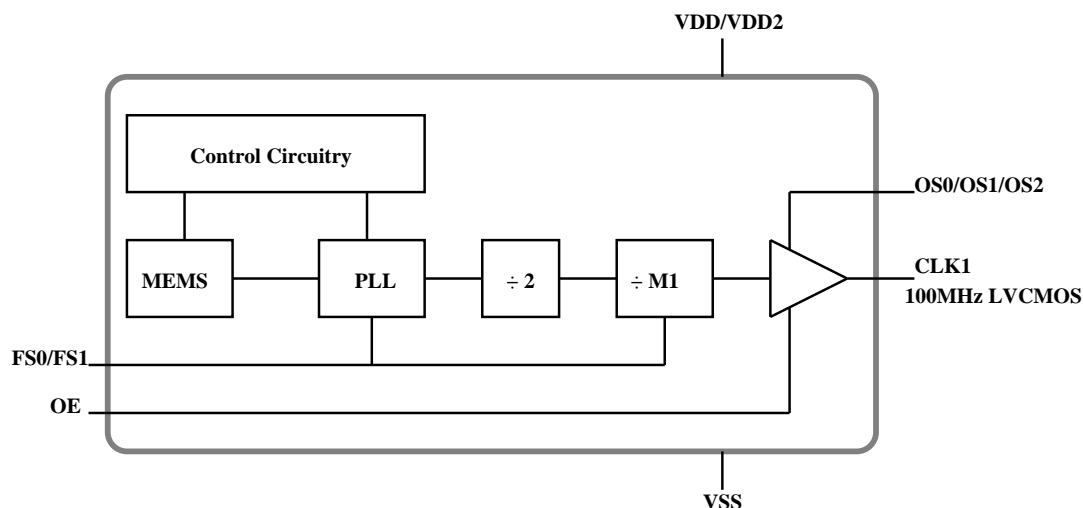 VDD/VDD2
Control Circuitry
OS0/OS1/OS2
MEMS
PLL
÷ 2
÷ M1
CLK1
100MHz LVCMOS
FS0/FS1
OE
VSS